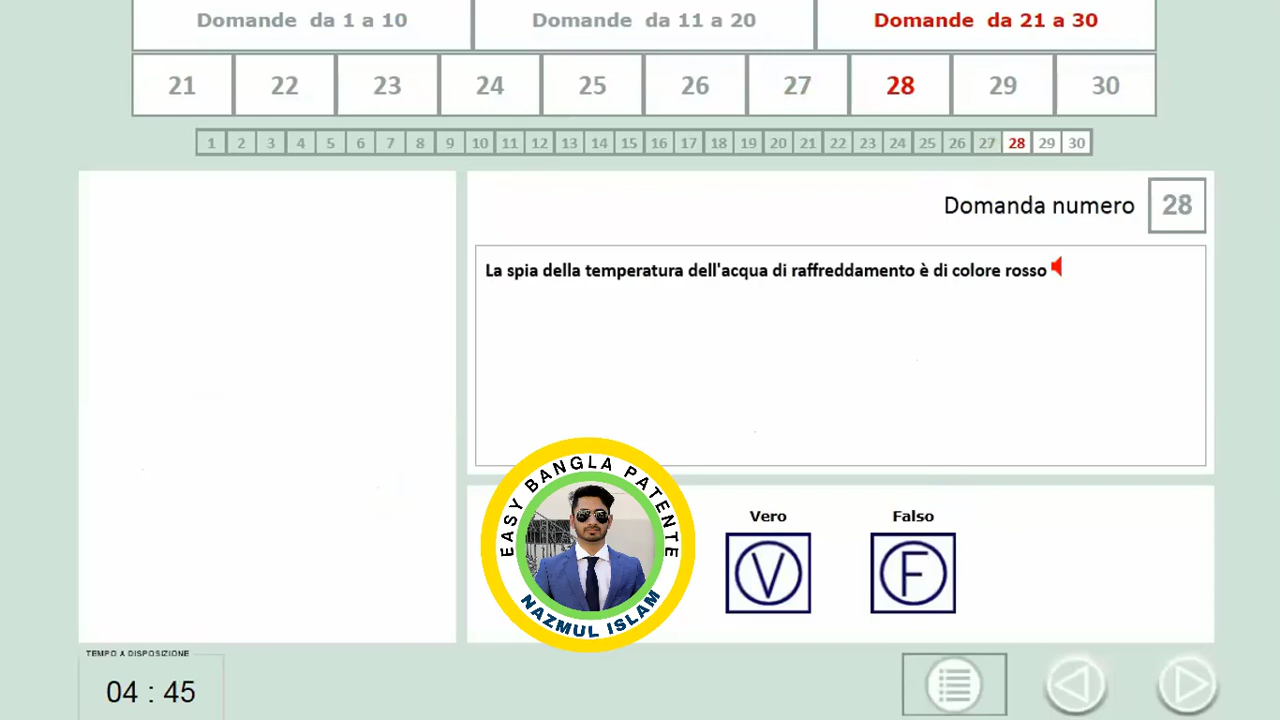 Domande da 1 a 10
Domande da 11 a 20
Domande da 21 a 30
21 22 23 24 25 26 27 28 29 30
1 2 3 4 5 6 7 8 9 10 11 12 13 14 15 16 17 18 19 20 21 22 23 24 25 26 27 28 29 30
Domanda numero 28
La spia della temperatura dell'acqua di raffreddamento è di colore rosso
EASY BANGLA PATENTE
NAZMUL ISLAM
Vero
Falso
V
F
TEMPO A DISPOSIZIONE
04 : 45